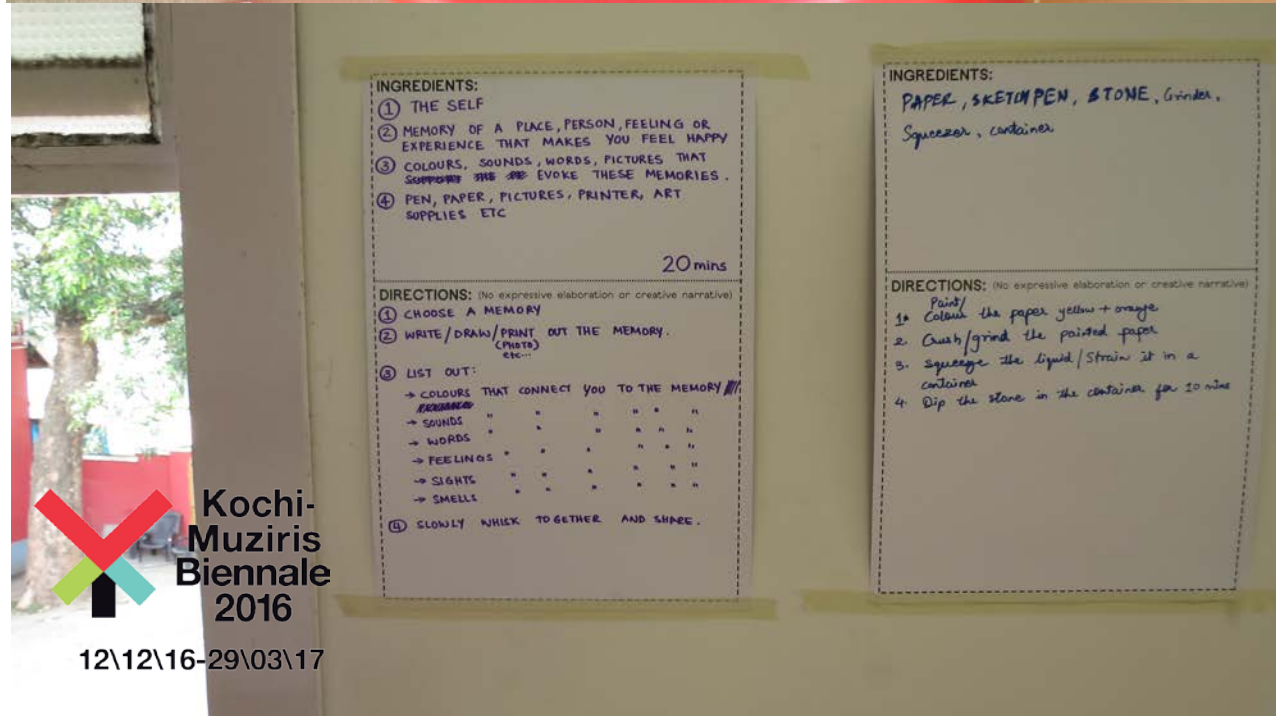 INGREDIENTS:
① THE SELF
② MEMORY OF A PLACE, PERSON, FEELING OR
EXPERIENCE THAT MAKES YOU FEEL HAPPY
③ COLOURS, SOUNDS, WORDS, PICTURES THAT
SUPPORT THE EVOKE THESE MEMORIES.
④ PEN, PAPER, PICTURES, PRINTER, ART
SUPPLIES ETC
20 mins
DIRECTIONS: (No expressive elaboration or creative narrative)
① CHOOSE A MEMORY
② WRITE/DRAW/PRINT OUT THE MEMORY.
(PHOTO)
etc...
③ LIST OUT:
→ COLOURS THAT CONNECT YOU TO THE MEMORY
→ SOUNDS " " " " " "
→ WORDS " " " " " "
→ FEELINGS " " " " " "
→ SIGHTS " " " " " "
→ SMELLS " " " " " "
④ SLOWLY WHISK TOGETHER AND SHARE.
INGREDIENTS:
PAPER, SKETCHPEN, STONE, Grinder,
Squeezer, container
DIRECTIONS: (No expressive elaboration or creative narrative)
Paint/
1. Colour the paper yellow + orange
2. Crush/grind the painted paper
3. Squeeze the liquid/Strain it in a
container
4. Dip the stone in the container for 10 mins
Kochi-
Muziris
Biennale
2016
12\12\16-29\03\17